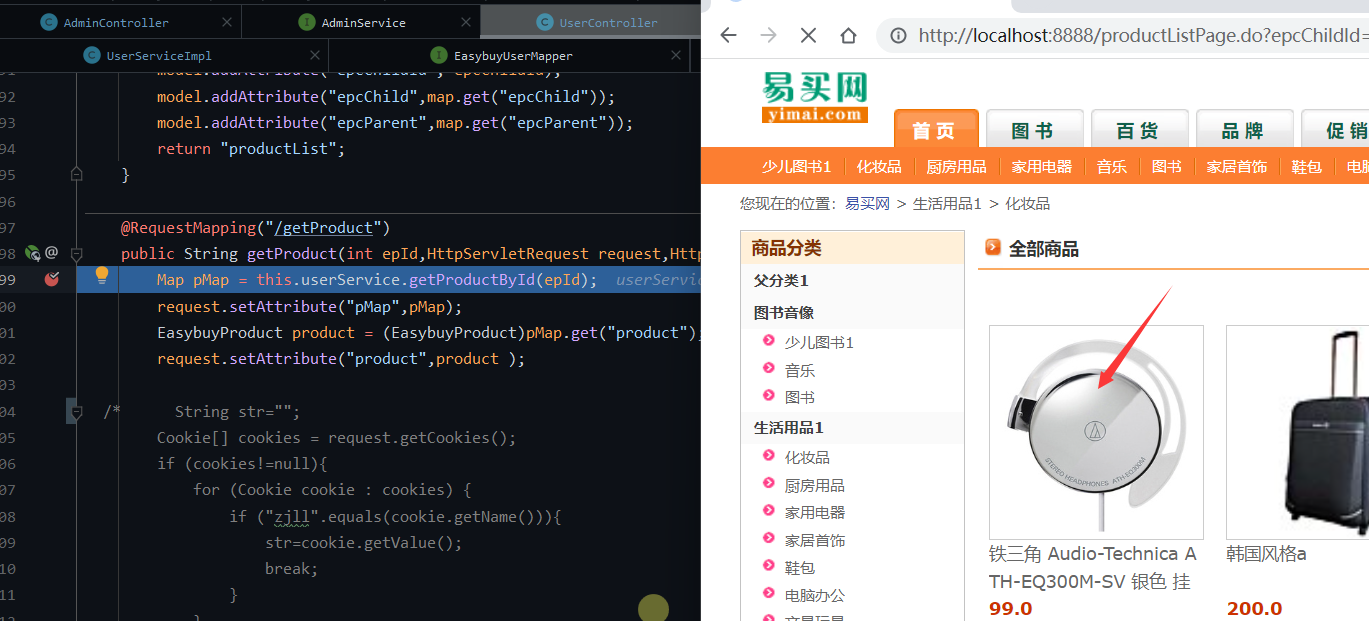 AdminController
AdminService
UserController
UserServiceImpl
EasybuyUserMapper
92 model.addAttribute("epcChild",map.get("epcChild"));
93 model.addAttribute("epcParent",map.get("epcParent"));
94 return "productList";
95 }
96
97 @RequestMapping("/getProduct")
98 public String getProduct(int epId,HttpServletRequest request,Htt
99 Map pMap = this.userService.getProductById(epId); userServi
00 request.setAttribute("pMap",pMap);
01 EasybuyProduct product = (EasybuyProduct)pMap.get("product");
02 request.setAttribute("product",product );
03
04 /* String str="";
05 Cookie[] cookies = request.getCookies();
06 if (cookies!=null){
07 for (Cookie cookie : cookies) {
08 if ("zjll".equals(cookie.getName())){
09 str=cookie.getValue();
10 break;
11 }
http://localhost:8888/productListPage.do?epcChildId=
易买网
yimai.com
首页 图书 百货 品牌 促销
少儿图书1 化妆品 厨房用品 家用电器 音乐 图书 家居首饰 鞋包 电脑
您现在的位置：易买网 > 生活用品1 > 化妆品
商品分类
父分类1
图书音像
少儿图书1
音乐
图书
生活用品1
化妆品
厨房用品
家用电器
家居首饰
鞋包
电脑办公
全部商品
STEREO HEADPHONES ATH-EQ300M
铁三角 Audio-Technica A
TH-EQ300M-SV 银色 挂
99.0
韩国风格a
200.0